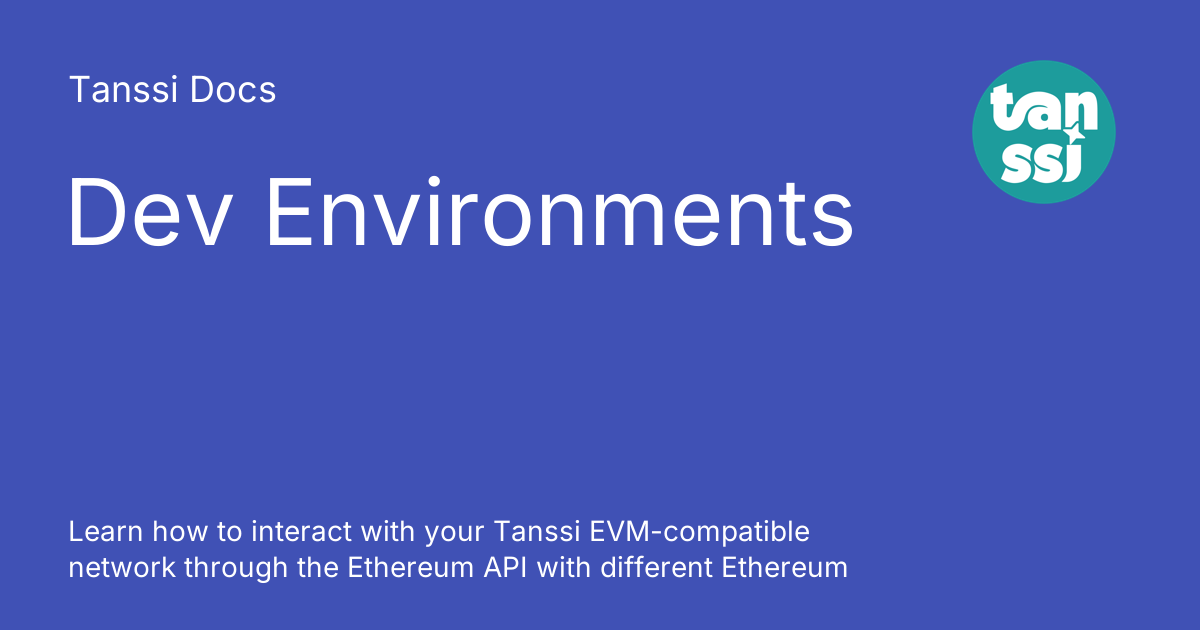 Tanssi Docs
tan
ssi
Dev Environments
Learn how to interact with your Tanssi EVM-compatible
network through the Ethereum API with different Ethereum